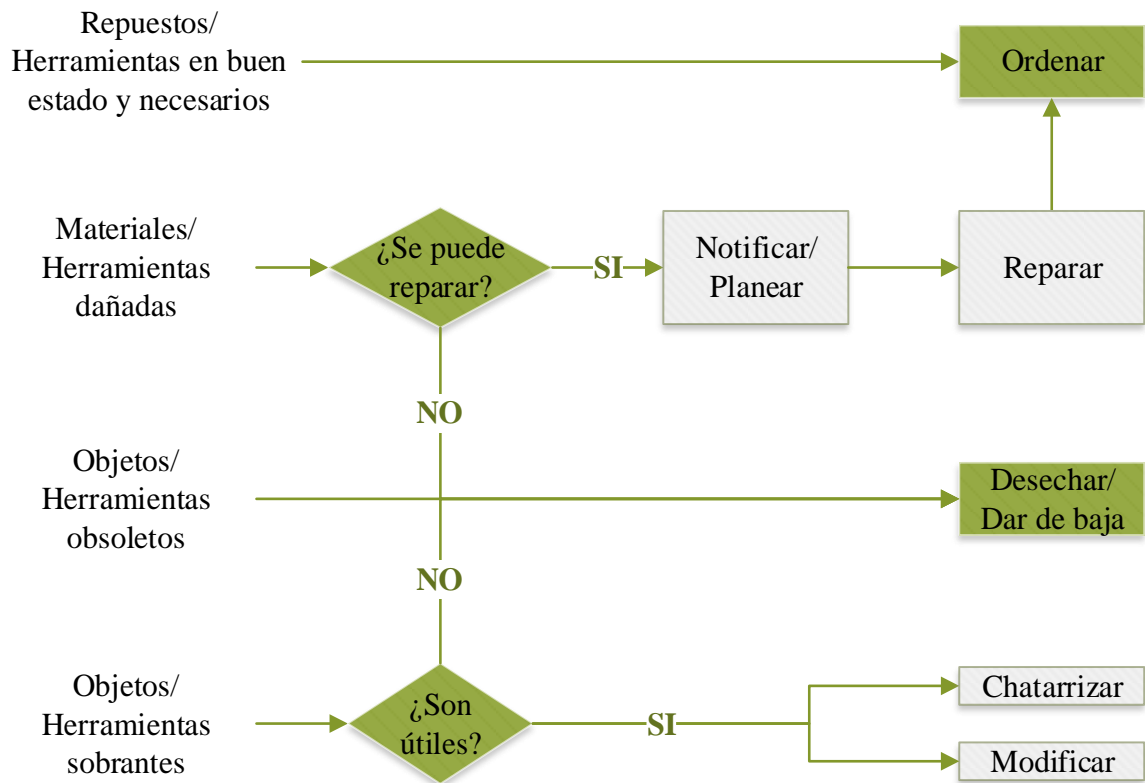 Repuestos/
Herramientas en buen
estado y necesarios
Ordenar
Materiales/
Herramientas
dañadas
¿Se puede
reparar?
SI
Notificar/
Planear
Reparar
NO
Objetos/
Herramientas
obsoletos
Desechar/
Dar de baja
NO
Objetos/
Herramientas
sobrantes
¿Son
útiles?
SI
Chatarrizar
Modificar